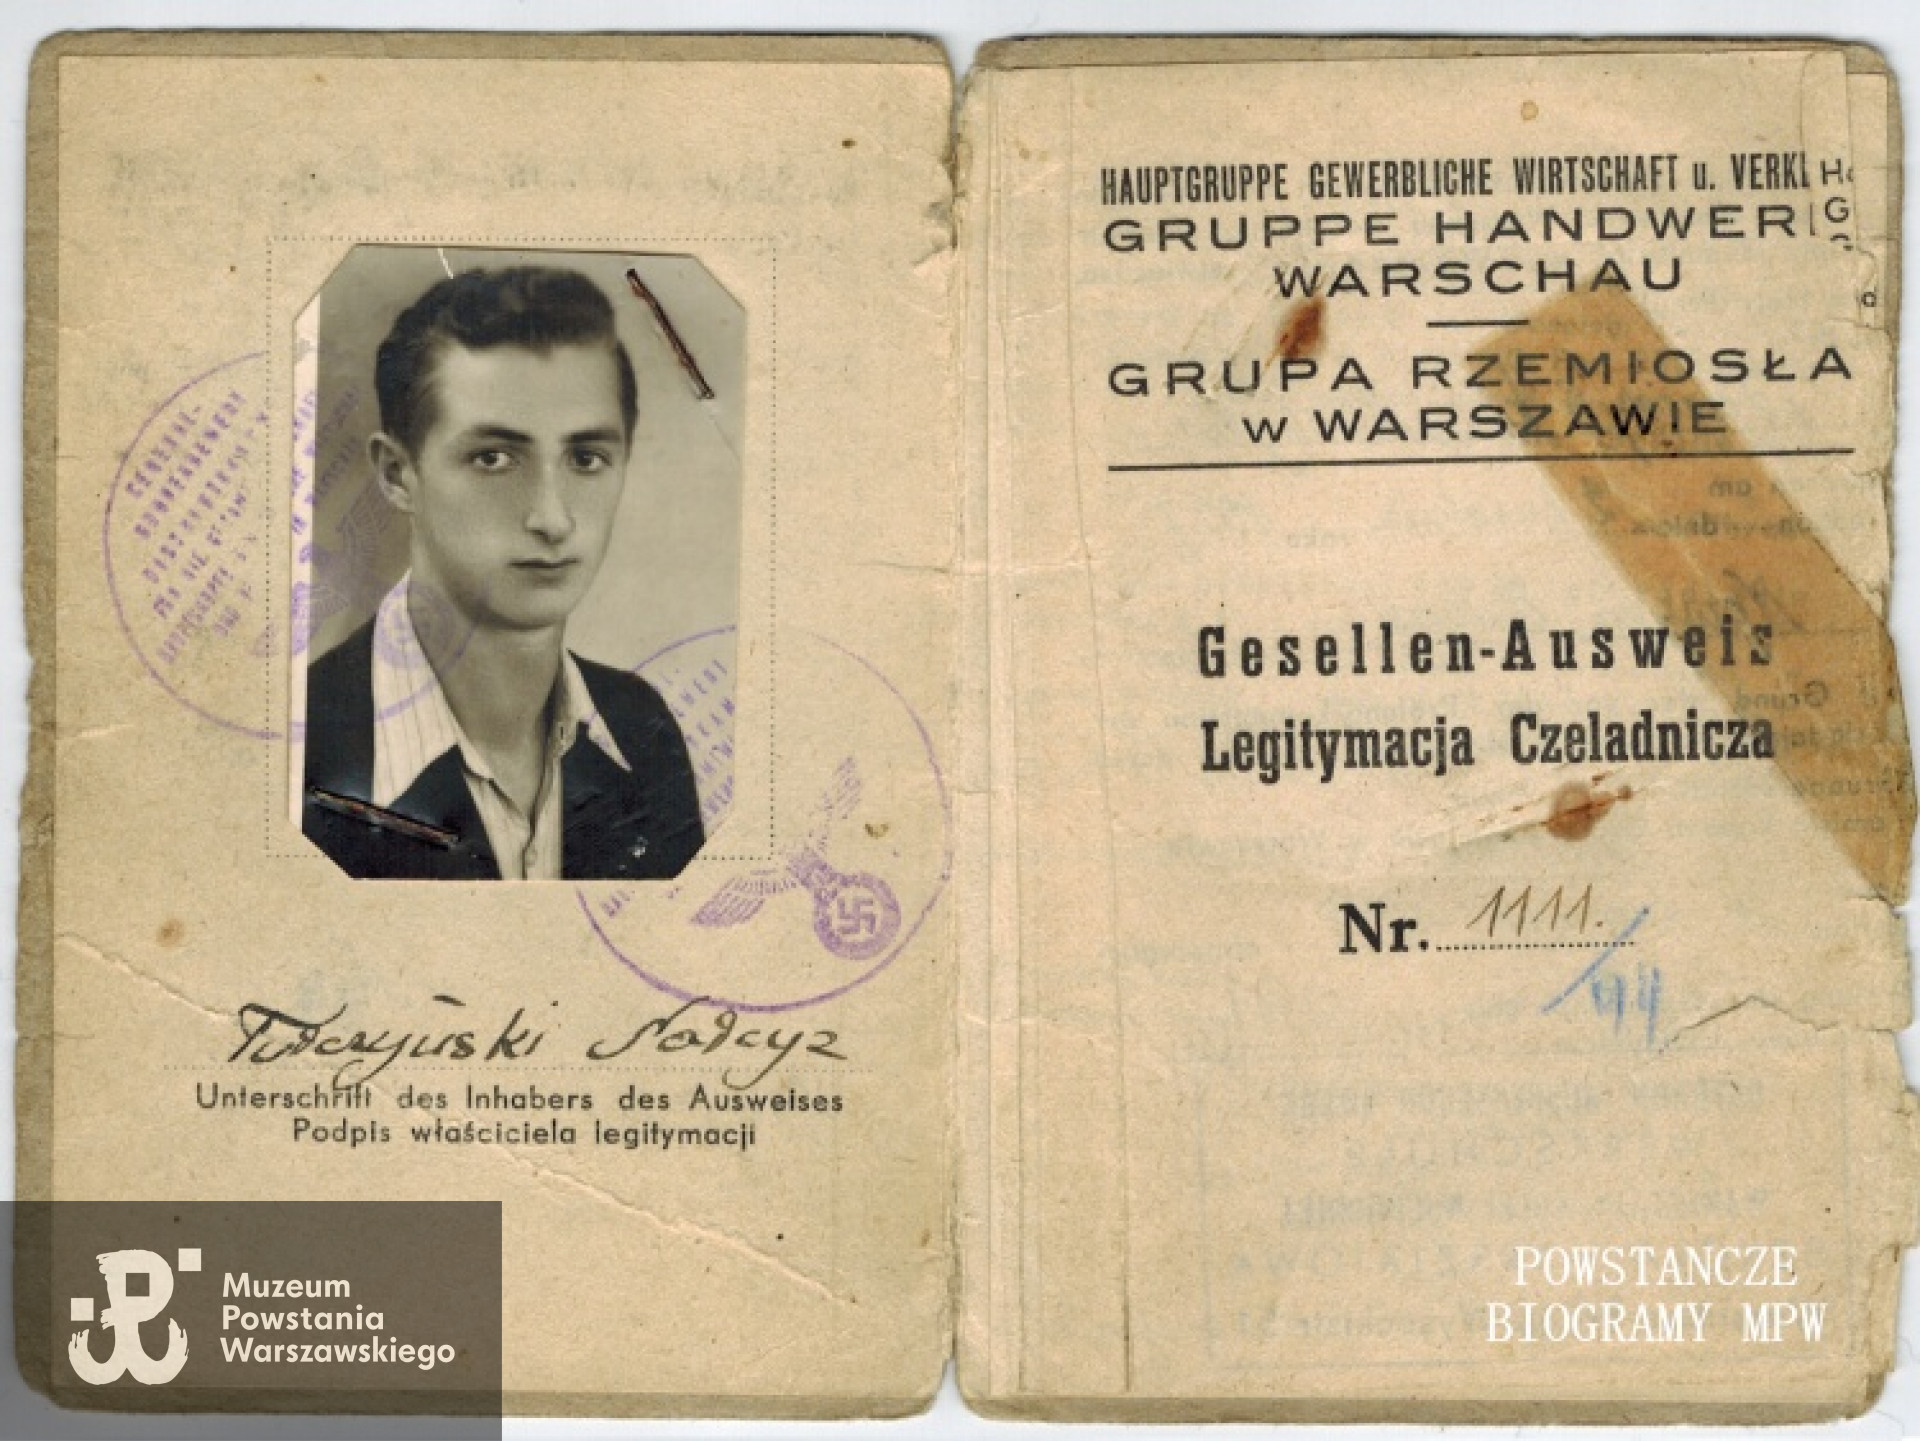 Unterschrift des Inhabers des Ausweises
Podpis właściciela legitymacji
HAUPTGRUPPE GEWERBLICHE WIRTSCHAFT u. VERK
GRUPPE HANDWER
WARSCHAU
GRUPA RZEMIOSŁA
w WARSZAWIE
Gesellen-Ausweis
Legitymacja Czeladnicza
Nr. 1111./44
Muzeum
Powstania
Warszawskiego
POWSTANCZE
BIOGRAMY MPW